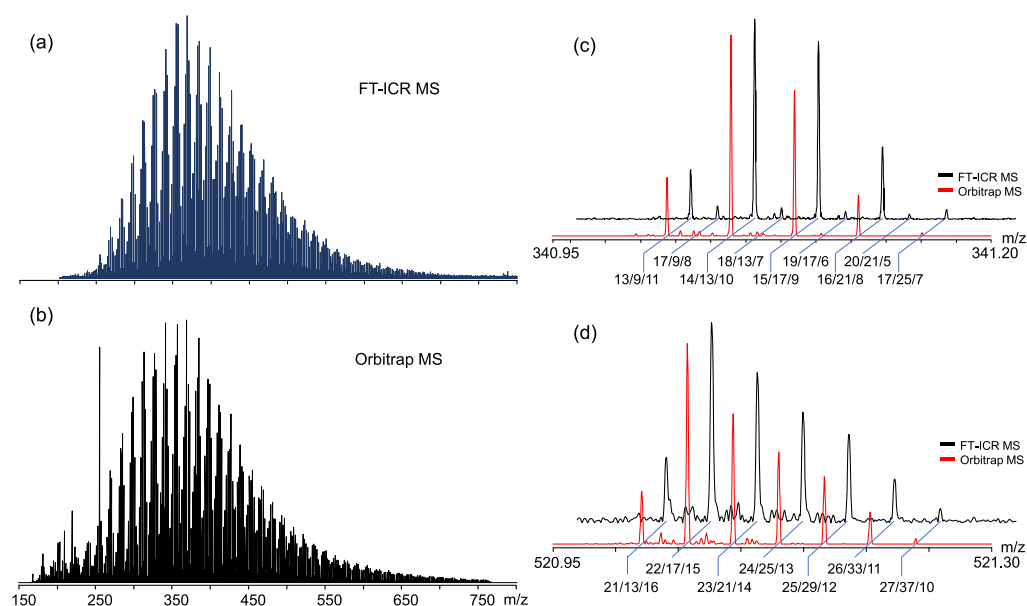 (a)
FT-ICR MS
(b)
Orbitrap MS
150 250 350 450 550 650 750 m/z
(c)
FT-ICR MS
Orbitrap MS
m/z
340.95 341.20
17/9/8 18/13/7 19/17/6 20/21/5
13/9/11 14/13/10 15/17/9 16/21/8 17/25/7
(d)
FT-ICR MS
Orbitrap MS
m/z
520.95 521.30
22/17/15 24/25/13 26/33/11
21/13/16 23/21/14 25/29/12 27/37/10